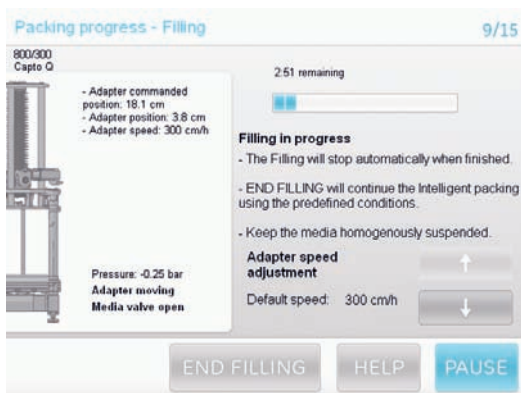 Packing progress - Filling
9/15
800/300
Capto Q
- Adapter commanded
position: 18.1 cm
- Adapter position: 3.8 cm
- Adapter speed: 300 cm/h
Pressure: -0.25 bar
Adapter moving
Media valve open
2:51 remaining
Filling in progress
- The Filling will stop automatically when finished.
- END FILLING will continue the Intelligent packing
using the predefined conditions.
- Keep the media homogenously suspended.
Adapter speed
adjustment
Default speed: 300 cm/h
END FILLING
HELP
PAUSE